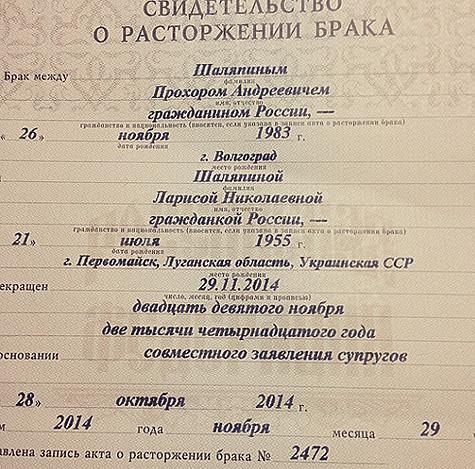 СВИДЕТЕЛЬСТВО
О РАСТОРЖЕНИИ БРАКА
Брак между Шаляпиным
фамилия
Прохором Андреевичем
имя, отчество
гражданином России, ---
гражданство и национальность (вносится, если указана в записи акта о расторжении брака)
« 26 » ноября 1983 г.
дата рождения
г. Волгоград
место рождения
Шаляпиной
фамилия
Ларисой Николаевной
имя, отчество
гражданкой России, ---
гражданство и национальность (вносится, если указана в записи акта о расторжении брака)
21» июля 1955 г.
дата рождения
г. Первомайск, Луганская область, Украинская ССР
место рождения
екращен 29.11.2014
число, месяц, год (цифрами и прописью)
двадцать девятого ноября
две тысячи четырнадцатого года
основании совместного заявления супругов
28» октября 2014 г.
м 2014 года ноября месяца 29
авлена запись акта о расторжении брака № 2472